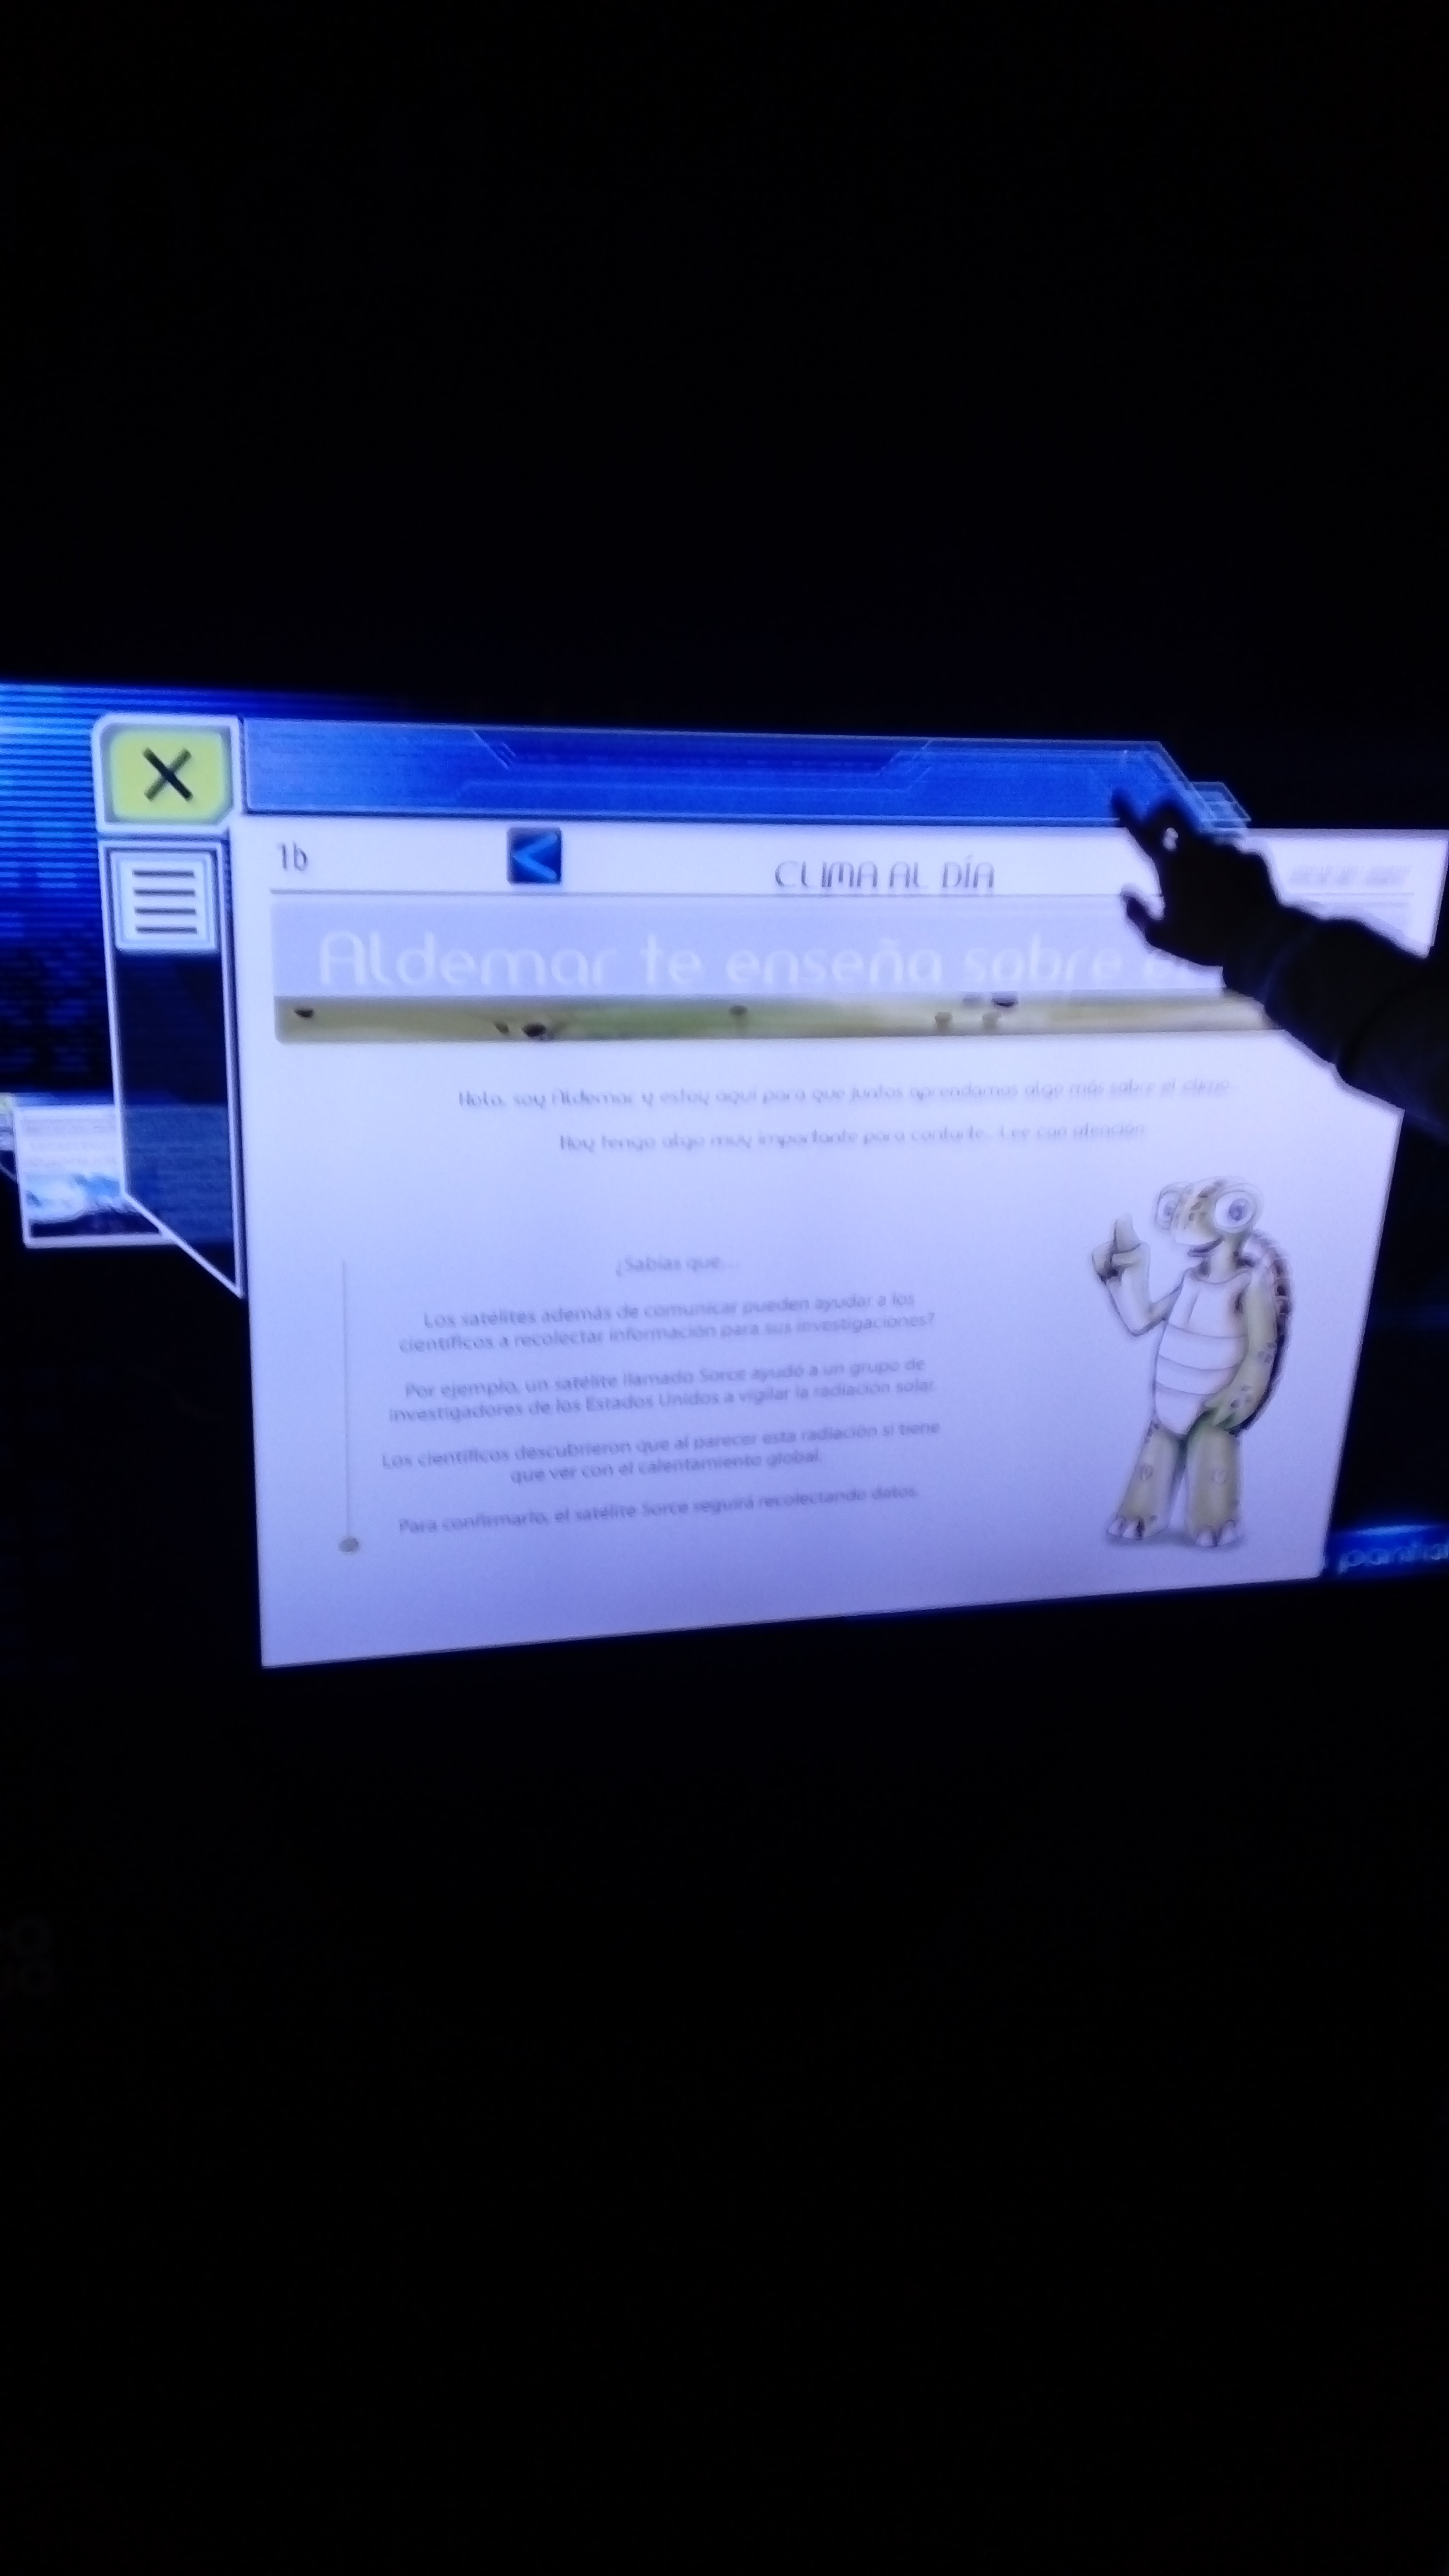 1b
CLIMA AL DÍA
Aldemar te enseña sobre
Hola, soy Aldemar y estoy aquí para que juntos aprendamos algo más sobre el clima.
Hoy tengo algo muy importante para contarte. Lee con atención
¿Sabías que...
Los satélites además de comunicar pueden ayudar a los
científicos a recolectar información para sus investigaciones?
Por ejemplo, un satélite llamado Sorce ayudó a un grupo de
investigadores de los Estados Unidos a vigilar la radiación solar.
Los científicos descubrieron que al parecer esta radiación sí tiene
que ver con el calentamiento global.
Para confirmarlo, el satélite Sorce seguirá recolectando datos.